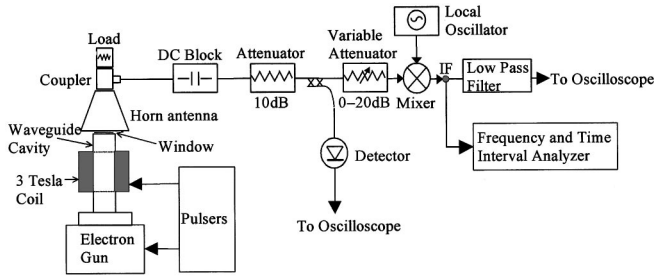 Local
Oscillator
Load
Variable
Attenuator
DC Block
Attenuator
Coupler
IF
Low Pass
Filter
To Oscilloscope
10dB
0–20dB
Mixer
Horn antenna
Waveguide
Cavity
Window
Frequency and Time
Interval Analyzer
Detector
3 Tesla
Coil
Pulsers
To Oscilloscope
Electron
Gun